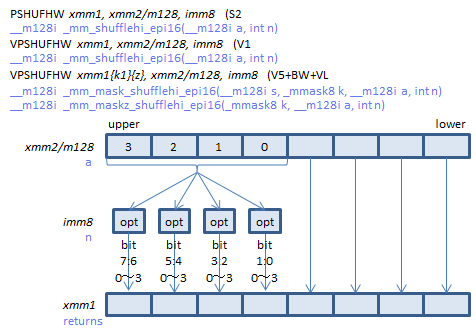 PSHUFHW xmm1, xmm2/m128, imm8 (S2
__m128i _mm_shufflehi_epi16(__m128i a, int n)
VPSHUFHW xmm1, xmm2/m128, imm8 (V1
__m128i _mm_shufflehi_epi16(__m128i a, int n)
VPSHUFHW xmm1{k1}{z}, xmm2/m128, imm8 (V5+BW+VL
__m128i _mm_mask_shufflehi_epi16(__m128i s, __mmask8 k, __m128i a, int n)
__m128i _mm_maskz_shufflehi_epi16(__mmask8 k, __m128i a, int n)
upper lower
xmm2/m128 3 2 1 0
a
imm8 opt opt opt opt
n
bit bit bit bit
7:6 5:4 3:2 1:0
0～3 0～3 0～3 0～3
xmm1
returns